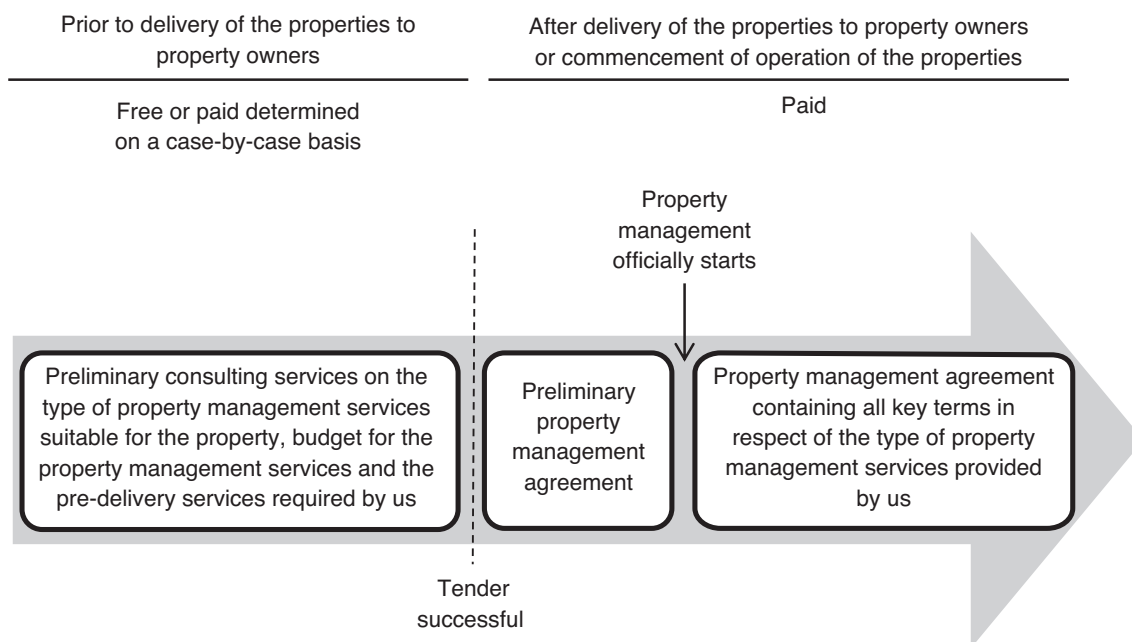 Prior to delivery of the properties to
property owners
After delivery of the properties to property owners
or commencement of operation of the properties
Free or paid determined
on a case-by-case basis
Paid
Property
management
officially starts
Preliminary consulting services on the
type of property management services
suitable for the property, budget for the
property management services and the
pre-delivery services required by us
Preliminary
property
management
agreement
Property management agreement
containing all key terms in
respect of the type of property
management services provided
by us
Tender
successful